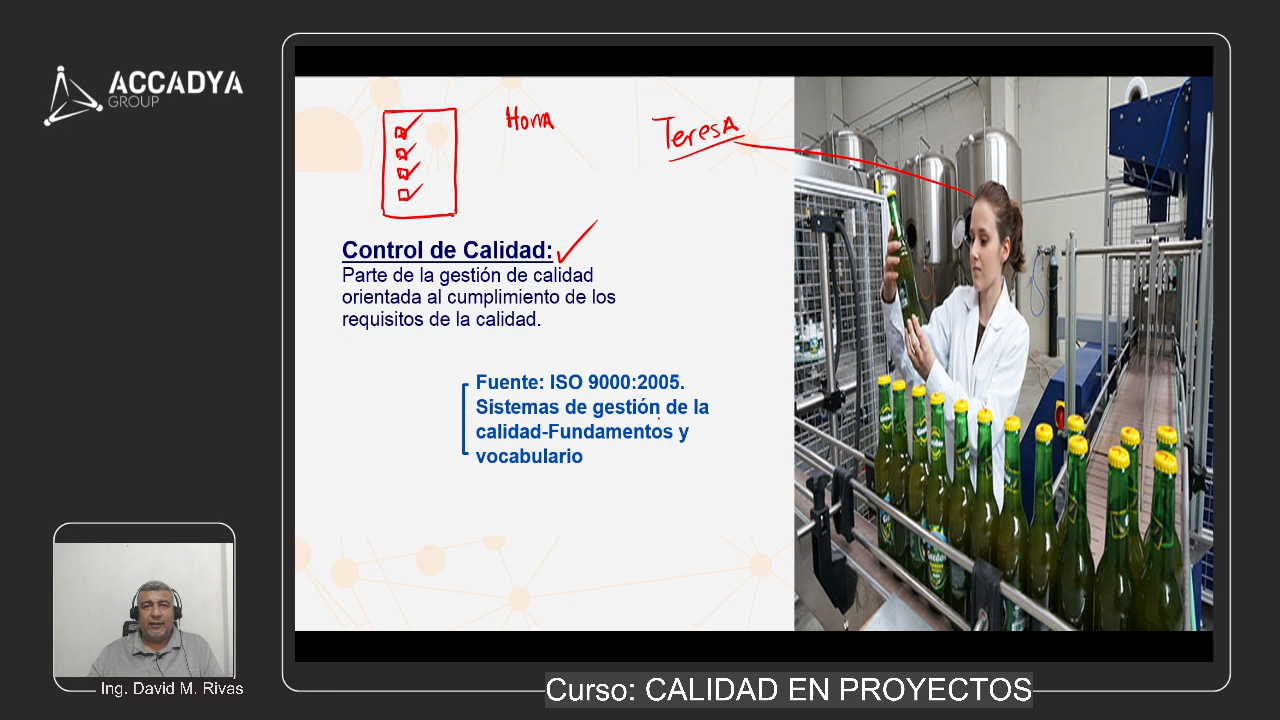 ACCADYA
GROUP
Hora
TeresA
Control de Calidad:
Parte de la gestión de calidad
orientada al cumplimiento de los
requisitos de la calidad.
Fuente: ISO 9000:2005.
Sistemas de gestión de la
calidad-Fundamentos y
vocabulario
Ing. David M. Rivas
Curso: CALIDAD EN PROYECTOS